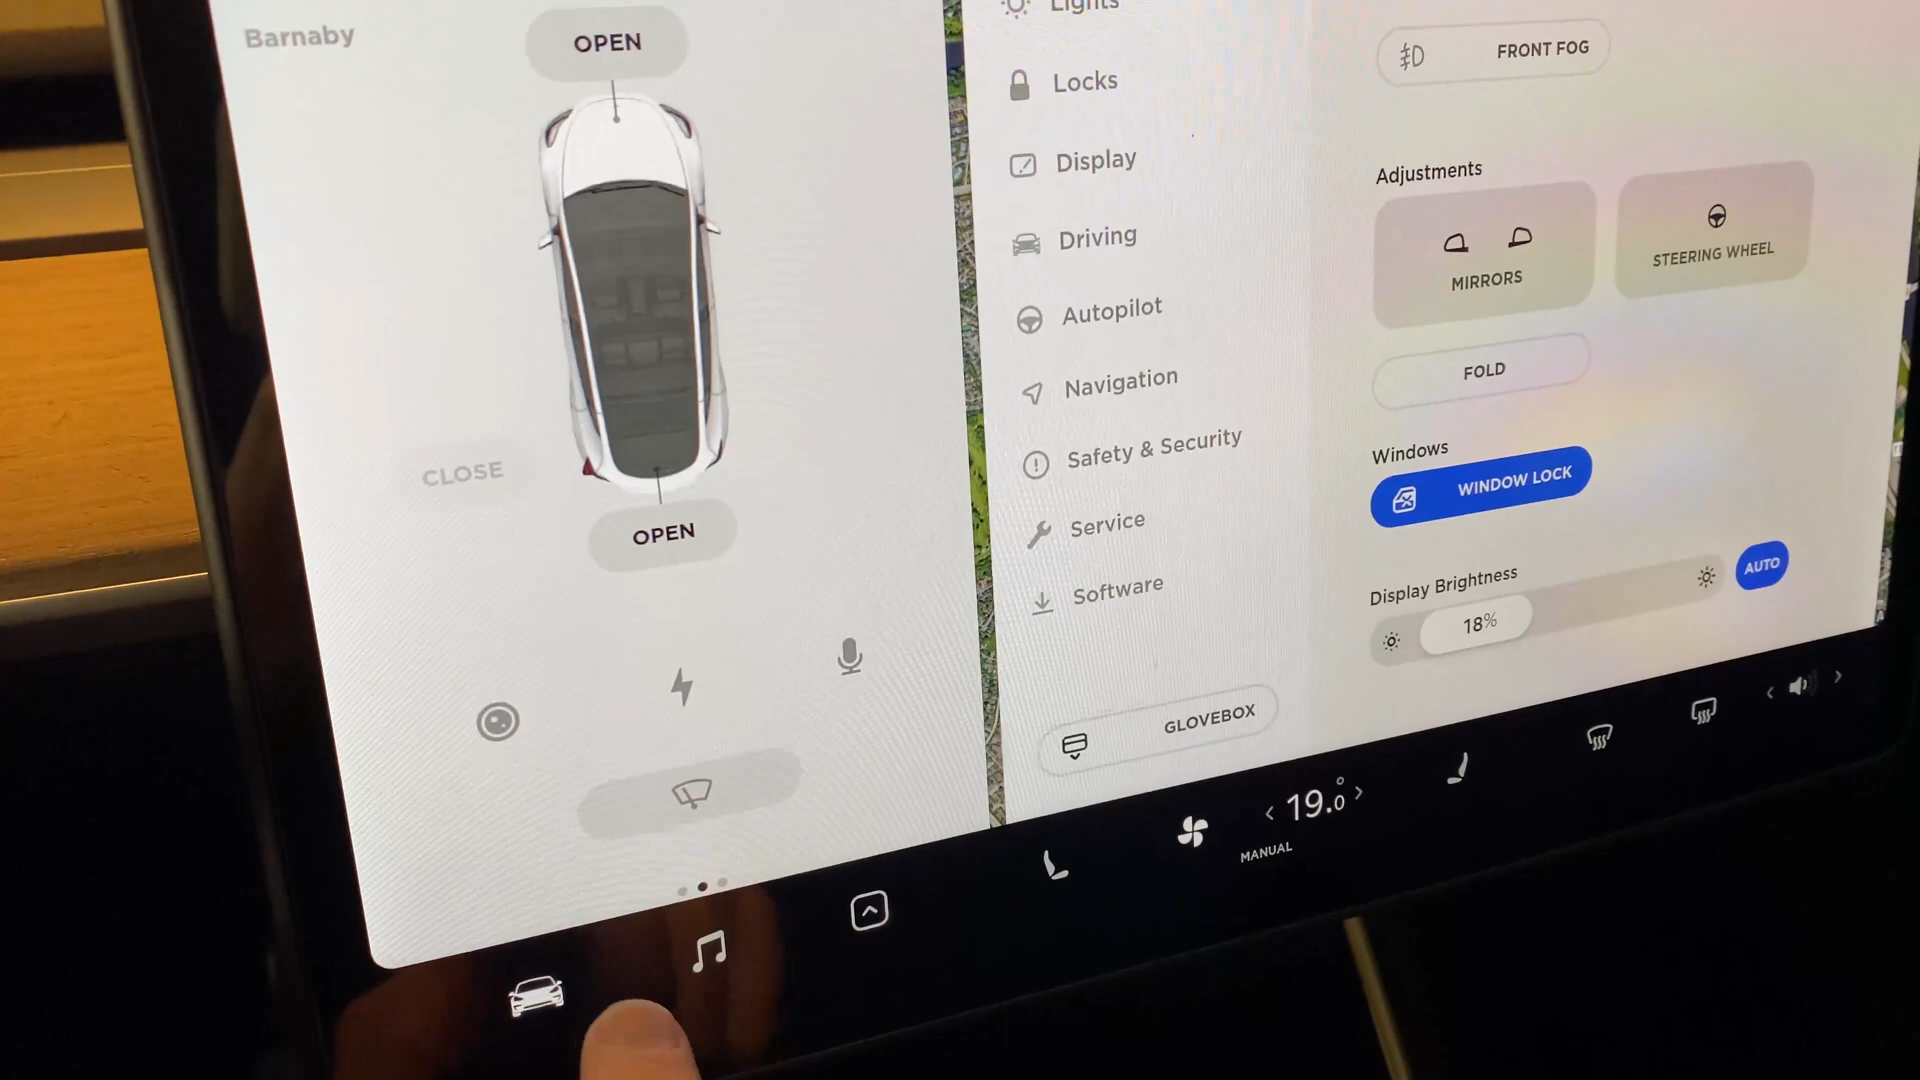 Barnaby
OPEN
CLOSE
OPEN
Lights
Locks
Display
Driving
Autopilot
Navigation
Safety & Security
Service
Software
GLOVEBOX
FRONT FOG
Adjustments
MIRRORS
STEERING WHEEL
FOLD
Windows
WINDOW LOCK
Display Brightness
18%
AUTO
19.0°
MANUAL